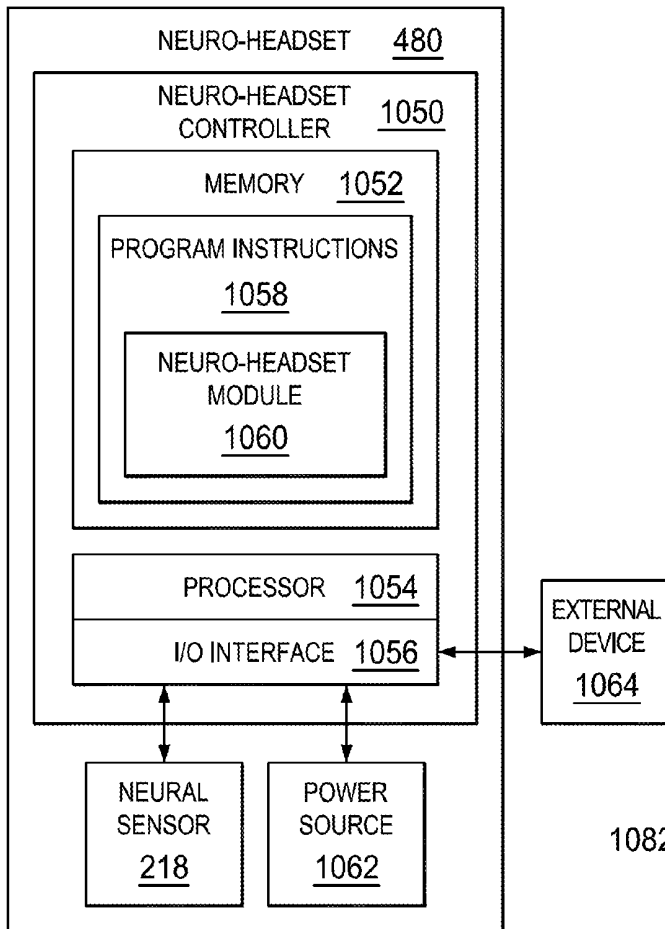 NEURO-HEADSET 480
NEURO-HEADSET
CONTROLLER 1050
MEMORY 1052
PROGRAM INSTRUCTIONS
1058
NEURO-HEADSET
MODULE
1060
PROCESSOR 1054
I/O INTERFACE 1056
EXTERNAL
DEVICE
1064
NEURAL
SENSOR
218
POWER
SOURCE
1062
1082